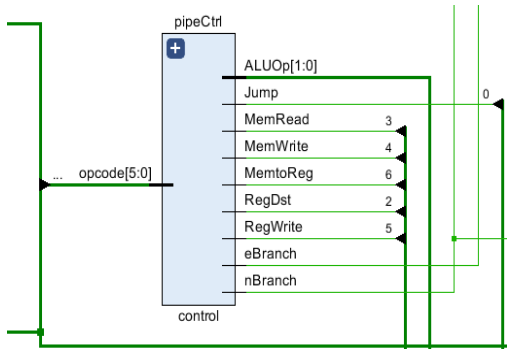 pipeCtrl
ALUOp[1:0]
Jump 0
MemRead 3
MemWrite 4
... opcode[5:0] MemtoReg 6
RegDst 2
RegWrite 5
eBranch
nBranch
control